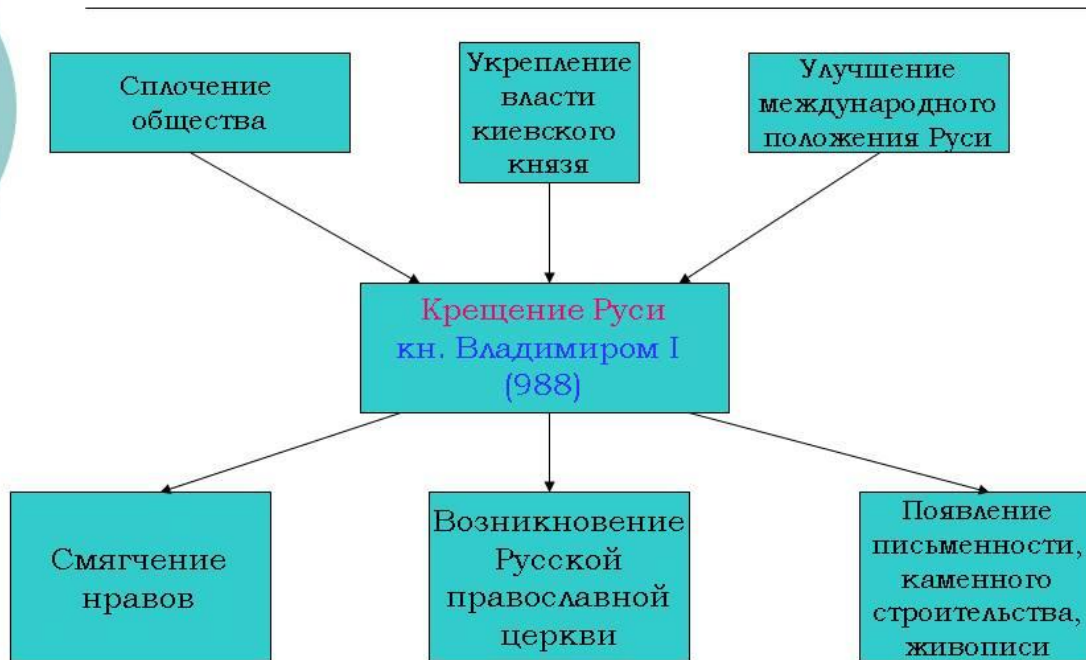 Сплочение
общества
Укрепление
власти
киевского
князя
Улучшение
международного
положения Руси
Крещение Руси
кн. Владимиром I
(988)
Смягчение
нравов
Возникновение
Русской
православной
церкви
Появление
письменности,
каменного
строительства,
живописи